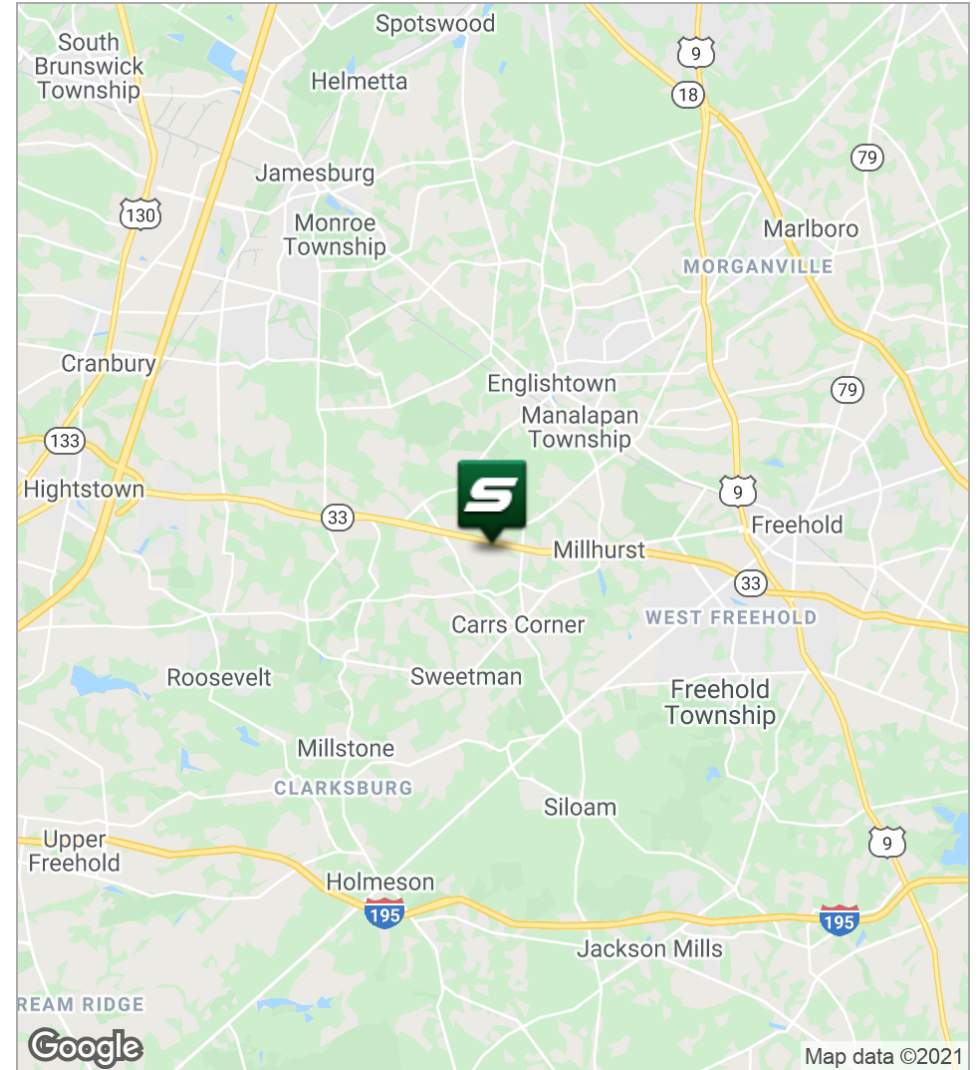 Spotswood
South
Brunswick
Township
9
Helmetta
18
79
Jamesburg
130
Monroe
Township
Marlboro
MORGANVILLE
Cranbury
Englishtown
79
Manalapan
Township
133
Hightstown
S
9
33
Freehold
Millhurst
33
WEST FREEHOLD
Carrs Corner
Roosevelt
Sweetman
Freehold
Township
Millstone
CLARKSBURG
Siloam
Upper
Freehold
9
Holmeson
195
195
Jackson Mills
REAM RIDGE
Google
Map data ©2021